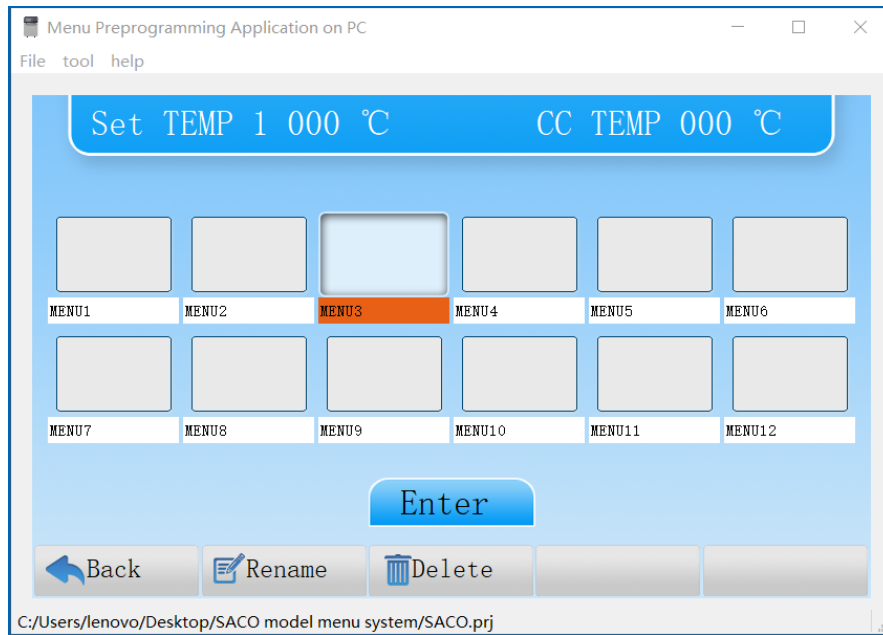 Menu Preprogramming Application on PC
File tool help
Set TEMP 1 000 ℃ CC TEMP 000 ℃
MENU1 MENU2 MENU3 MENU4 MENU5 MENU6
MENU7 MENU8 MENU9 MENU10 MENU11 MENU12
Enter
Back Rename Delete
C:/Users/lenovo/Desktop/SACO model menu system/SACO.prj